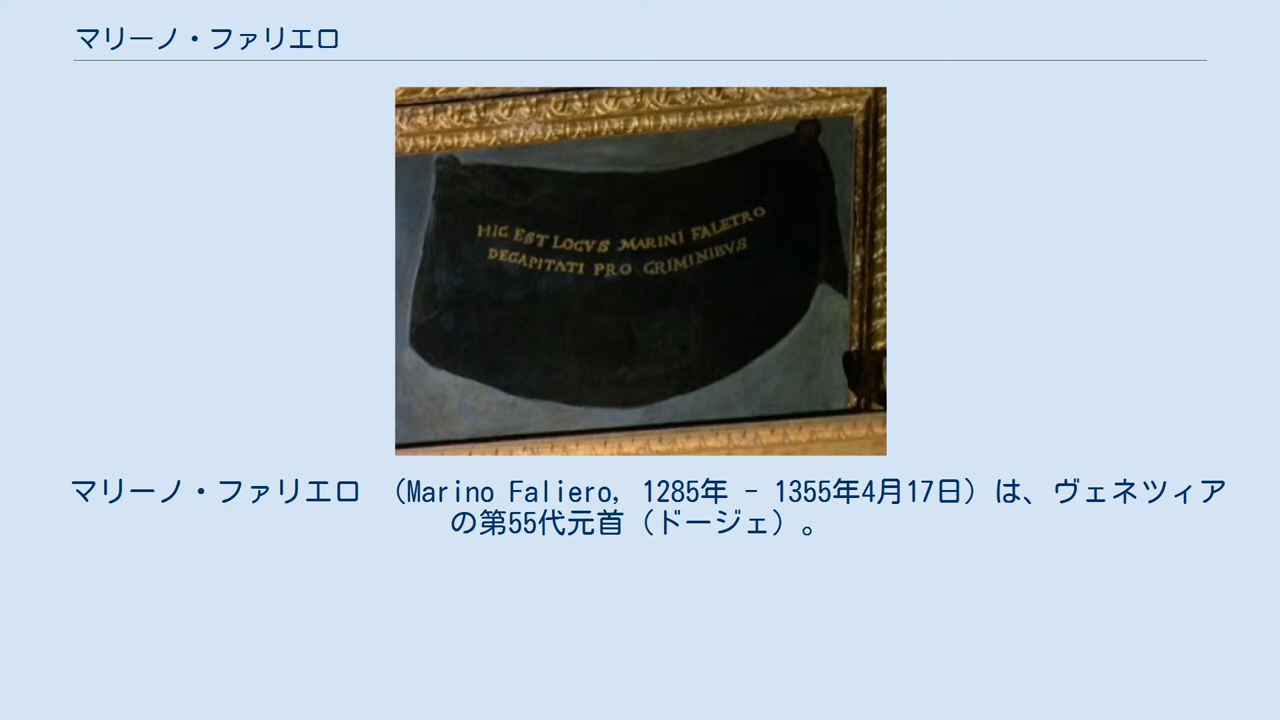 マリーノ・ファリエロ
HIC EST LOCVS MARINI FALETRO
DECAPITATI PRO CRIMINIBVS
マリーノ・ファリエロ （Marino Faliero, 1285年 - 1355年4月17日）は、ヴェネツィア
の第55代元首（ドージェ）。